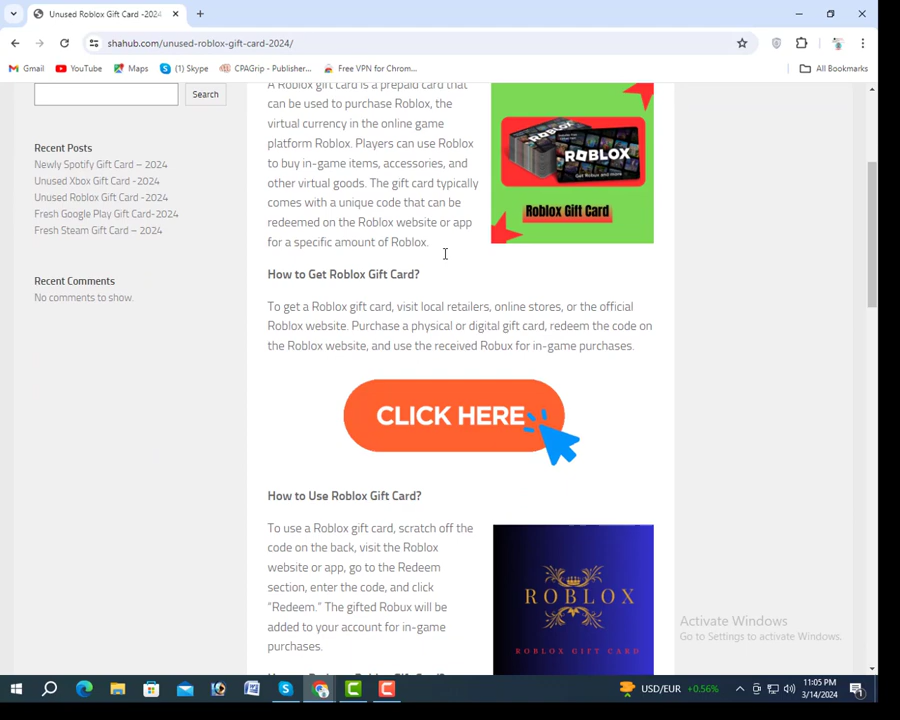 Unused Roblox Gift Card -2024
shahub.com/unused-roblox-gift-card-2024/
Gmail
YouTube
Maps
(1) Skype
CPAGrip - Publisher...
Free VPN for Chrom...
All Bookmarks
Search
Recent Posts
Newly Spotify Gift Card – 2024
Unused Xbox Gift Card -2024
Unused Roblox Gift Card -2024
Fresh Google Play Gift Card-2024
Fresh Steam Gift Card – 2024
Recent Comments
No comments to show.
A Roblox gift card is a prepaid card that
can be used to purchase Roblox, the
virtual currency in the online game
platform Roblox. Players can use Roblox
to buy in-game items, accessories, and
other virtual goods. The gift card typically
comes with a unique code that can be
redeemed on the Roblox website or app
for a specific amount of Roblox.
ROBLOX
Get Robux and more
Roblox Gift Card
How to Get Roblox Gift Card?
To get a Roblox gift card, visit local retailers, online stores, or the official
Roblox website. Purchase a physical or digital gift card, redeem the code on
the Roblox website, and use the received Robux for in-game purchases.
CLICK HERE
How to Use Roblox Gift Card?
To use a Roblox gift card, scratch off the
code on the back, visit the Roblox
website or app, go to the Redeem
section, enter the code, and click
“Redeem.” The gifted Robux will be
added to your account for in-game
purchases.
ROBLOX
ROBLOX GIFT CARD
Activate Windows
Go to Settings to activate Windows.
USD/EUR +0.56%
11:05 PM
3/14/2024